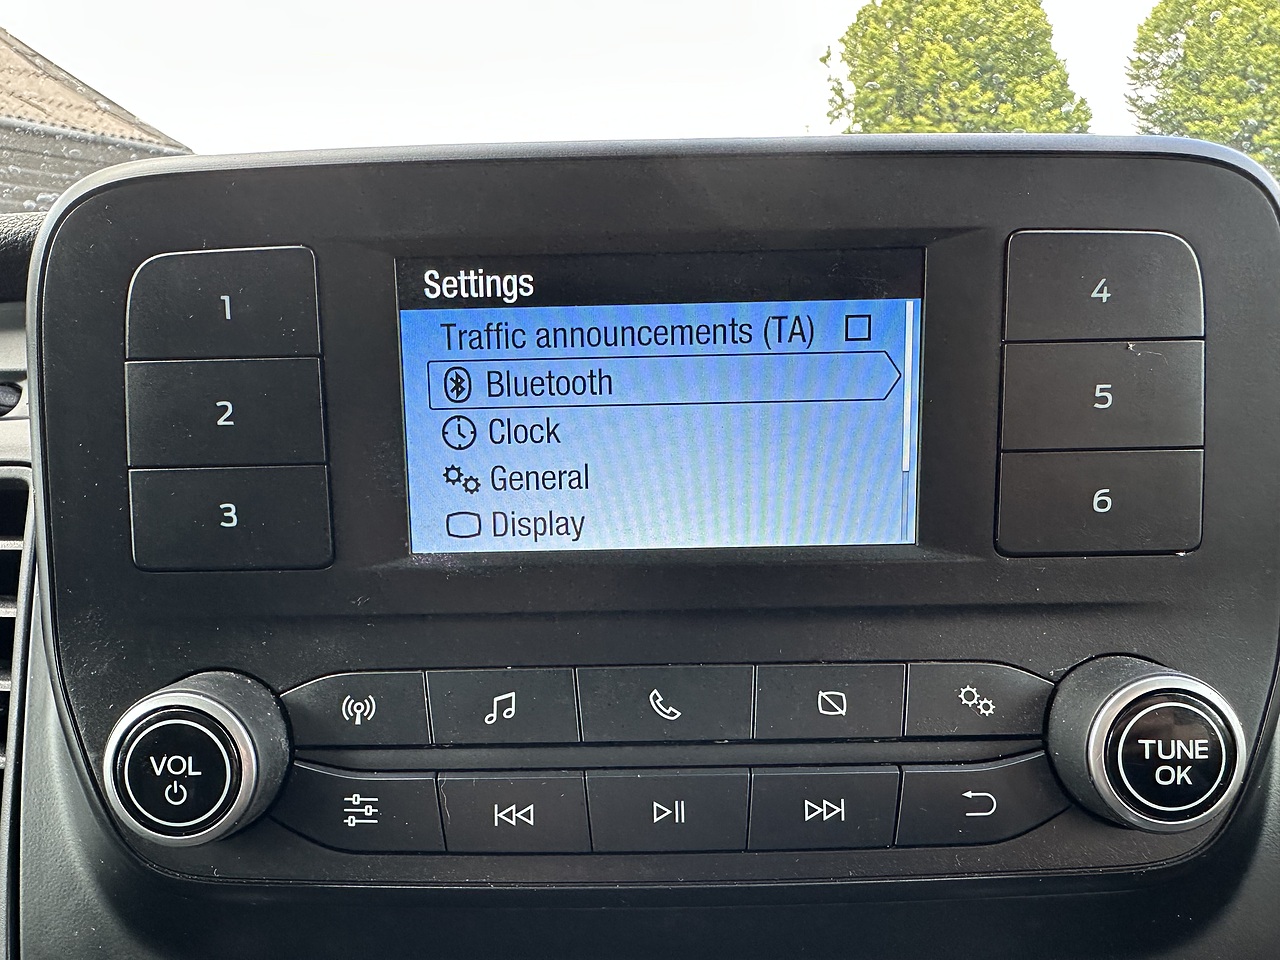 Settings
Traffic announcements (TA)
Bluetooth
Clock
General
Display
1
2
3
4
5
6
VOL
TUNE
OK